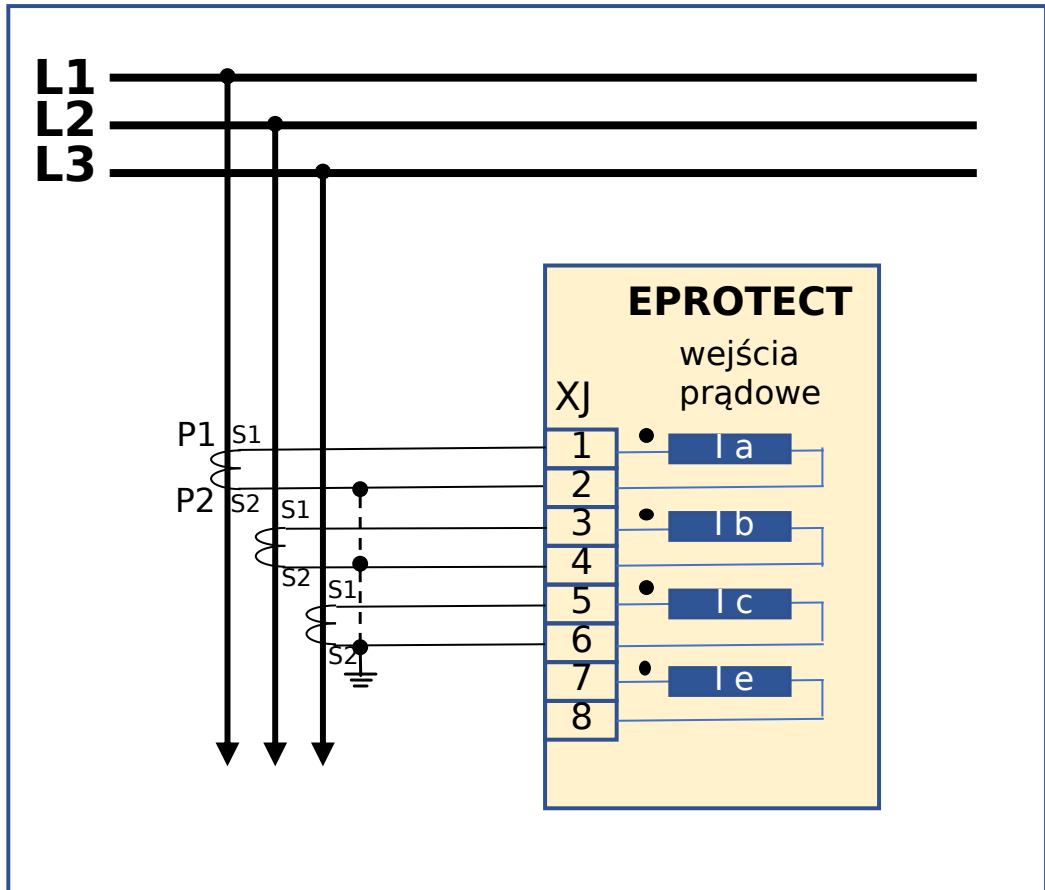 L1
L2
L3
EPROTECT
wejścia
prądowe
XJ
P1
S1
1
I a
2
P2
S2
S1
3
I b
4
S2
S1
5
I c
6
S2
7
I e
8